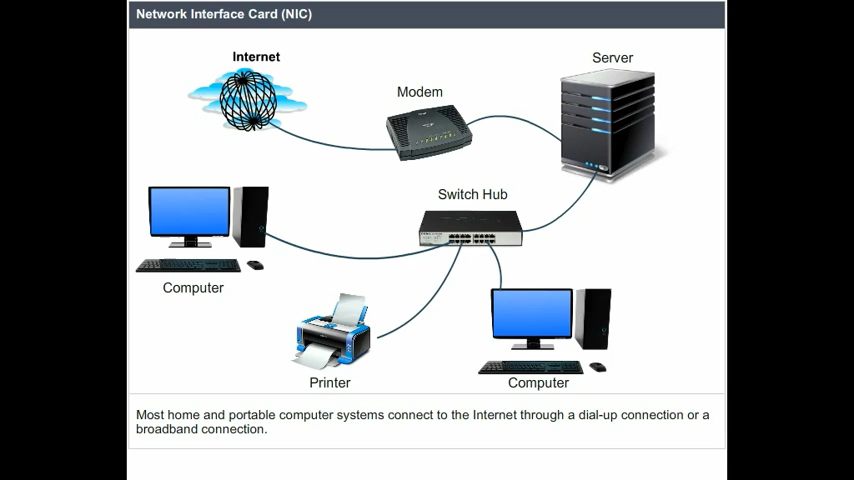 Network Interface Card (NIC)
Internet
Server
Modem
Switch Hub
Computer
Printer
Computer
Most home and portable computer systems connect to the Internet through a dial-up connection or a
broadband connection.